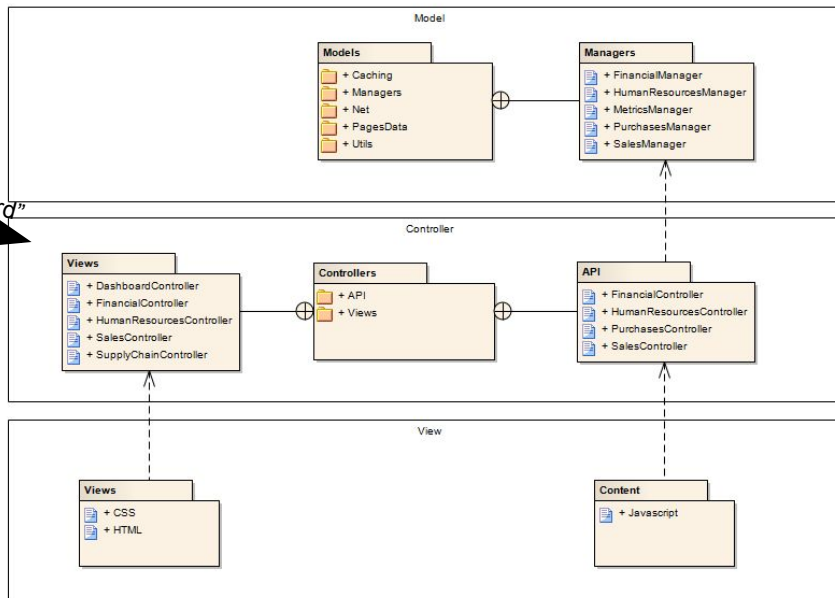 Model
Models
+ Caching
+ Managers
+ Net
+ PagesData
+ Utils
Managers
+ FinancialManager
+ HumanResourcesManager
+ MetricsManager
+ PurchasesManager
+ SalesManager
rd”
Controller
Views
+ DashboardController
+ FinancialController
+ HumanResourcesController
+ SalesController
+ SupplyChainController
Controllers
+ API
+ Views
API
+ FinancialController
+ HumanResourcesController
+ PurchasesController
+ SalesController
View
Views
+ CSS
+ HTML
Content
+ Javascript